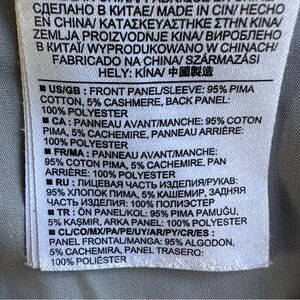 СДЕЛАНО В КИТАЕ/ MADE IN CIN/ HECHO
EN CHINA/ ΚΑΤΑΣΚΕΥΑΣΤΗΚΕ ΣΤΗΝ ΚΙΝΑ/
ZEMLJA PROIZVODNJE KINA/ ВИРОБЛЕНО
В КИТАЇ/ WYPRODUKOWANO W CHINACH/
FABRICADO NA CHINA/ SZÁRMAZÁSI
HELY: KÍNA/ 中國製造
■ US/GB : FRONT PANEL/SLEEVE: 95% PIMA
COTTON, 5% CASHMERE, BACK PANEL:
100% POLYESTER
■ CA : PANNEAU AVANT/MANCHE: 95% COTON
PIMA, 5% CACHEMIRE, PANNEAU ARRIÈRE:
100% POLYESTER
■ FR/MA : PANNEAU AVANT/MANCHE:
95% COTON PIMA, 5% CACHEMIRE, PAN
ARRIERE: 100% POLYESTER
■ RU : ЛИЦЕВАЯ ЧАСТЬ ИЗДЕЛИЯ/РУКАВ:
95% ХЛОПОК ПИМА, 5% КАШЕМИР, ЗАДНЯЯ
ЧАСТЬ ИЗДЕЛИЯ: 100% ПОЛИЭСТЕР
■ TR : ÖN PANEL/KOL: 95% PIMA PAMUĞU,
5% KAŞMİR, ARKA PANEL: 100% POLYESTER
■ CL/CO/MX/PA/PE/UY/AR/PY/CR/ES :
PANEL FRONTAL/MANGA: 95% ALGODON,
5% CACHEMIRA, PANEL TRASERO:
100% POLIÉSTER